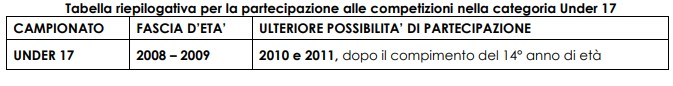 Tabella riepilogativa per la partecipazione alle competizioni nella categoria Under 17
CAMPIONATO FASCIA D'ETA' ULTERIORE POSSIBILITA' DI PARTECIPAZIONE
UNDER 17 2008 – 2009 2010 e 2011, dopo il compimento del 14° anno di età